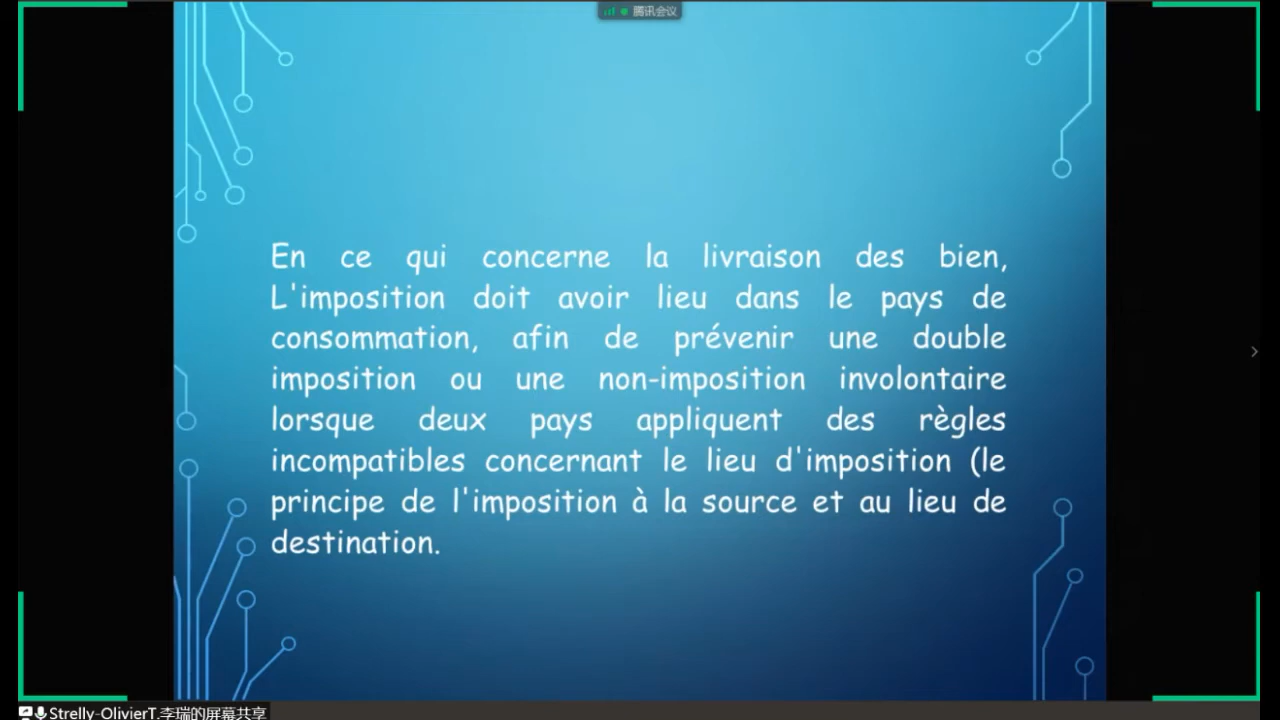 腾讯会议
En ce qui concerne la livraison des bien,
L'imposition doit avoir lieu dans le pays de
consommation, afin de prévenir une double
imposition ou une non-imposition involontaire
lorsque deux pays appliquent des règles
incompatibles concernant le lieu d'imposition (le
principe de l'imposition à la source et au lieu de
destination.
Strelly-OlivierT.李瑞的屏幕共享